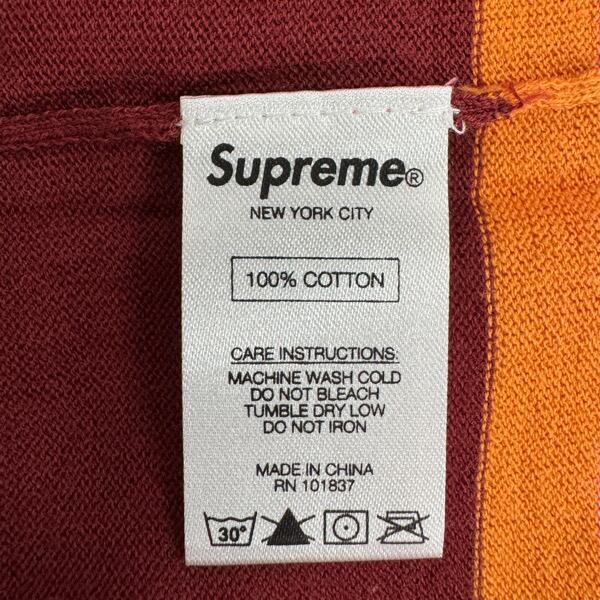 Supreme®
NEW YORK CITY
100% COTTON
CARE INSTRUCTIONS:
MACHINE WASH COLD
DO NOT BLEACH
TUMBLE DRY LOW
DO NOT IRON
MADE IN CHINA
RN 101837
30°